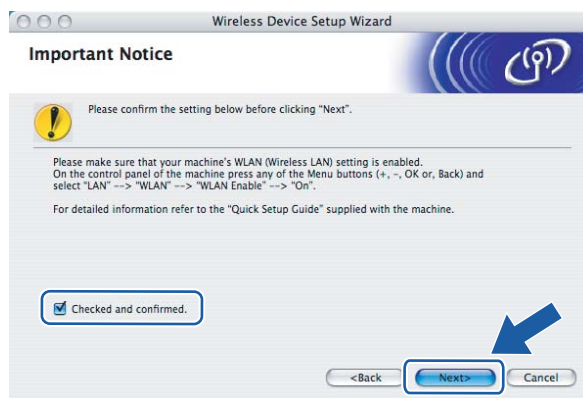 Wireless Device Setup Wizard
Important Notice
Please confirm the setting below before clicking "Next".
Please make sure that your machine's WLAN (Wireless LAN) setting is enabled.
On the control panel of the machine press any of the Menu buttons (+, -, OK or, Back) and
select "LAN" --> "WLAN" --> "WLAN Enable" --> "On".
For detailed information refer to the "Quick Setup Guide" supplied with the machine.
Checked and confirmed.
<Back Next> Cancel